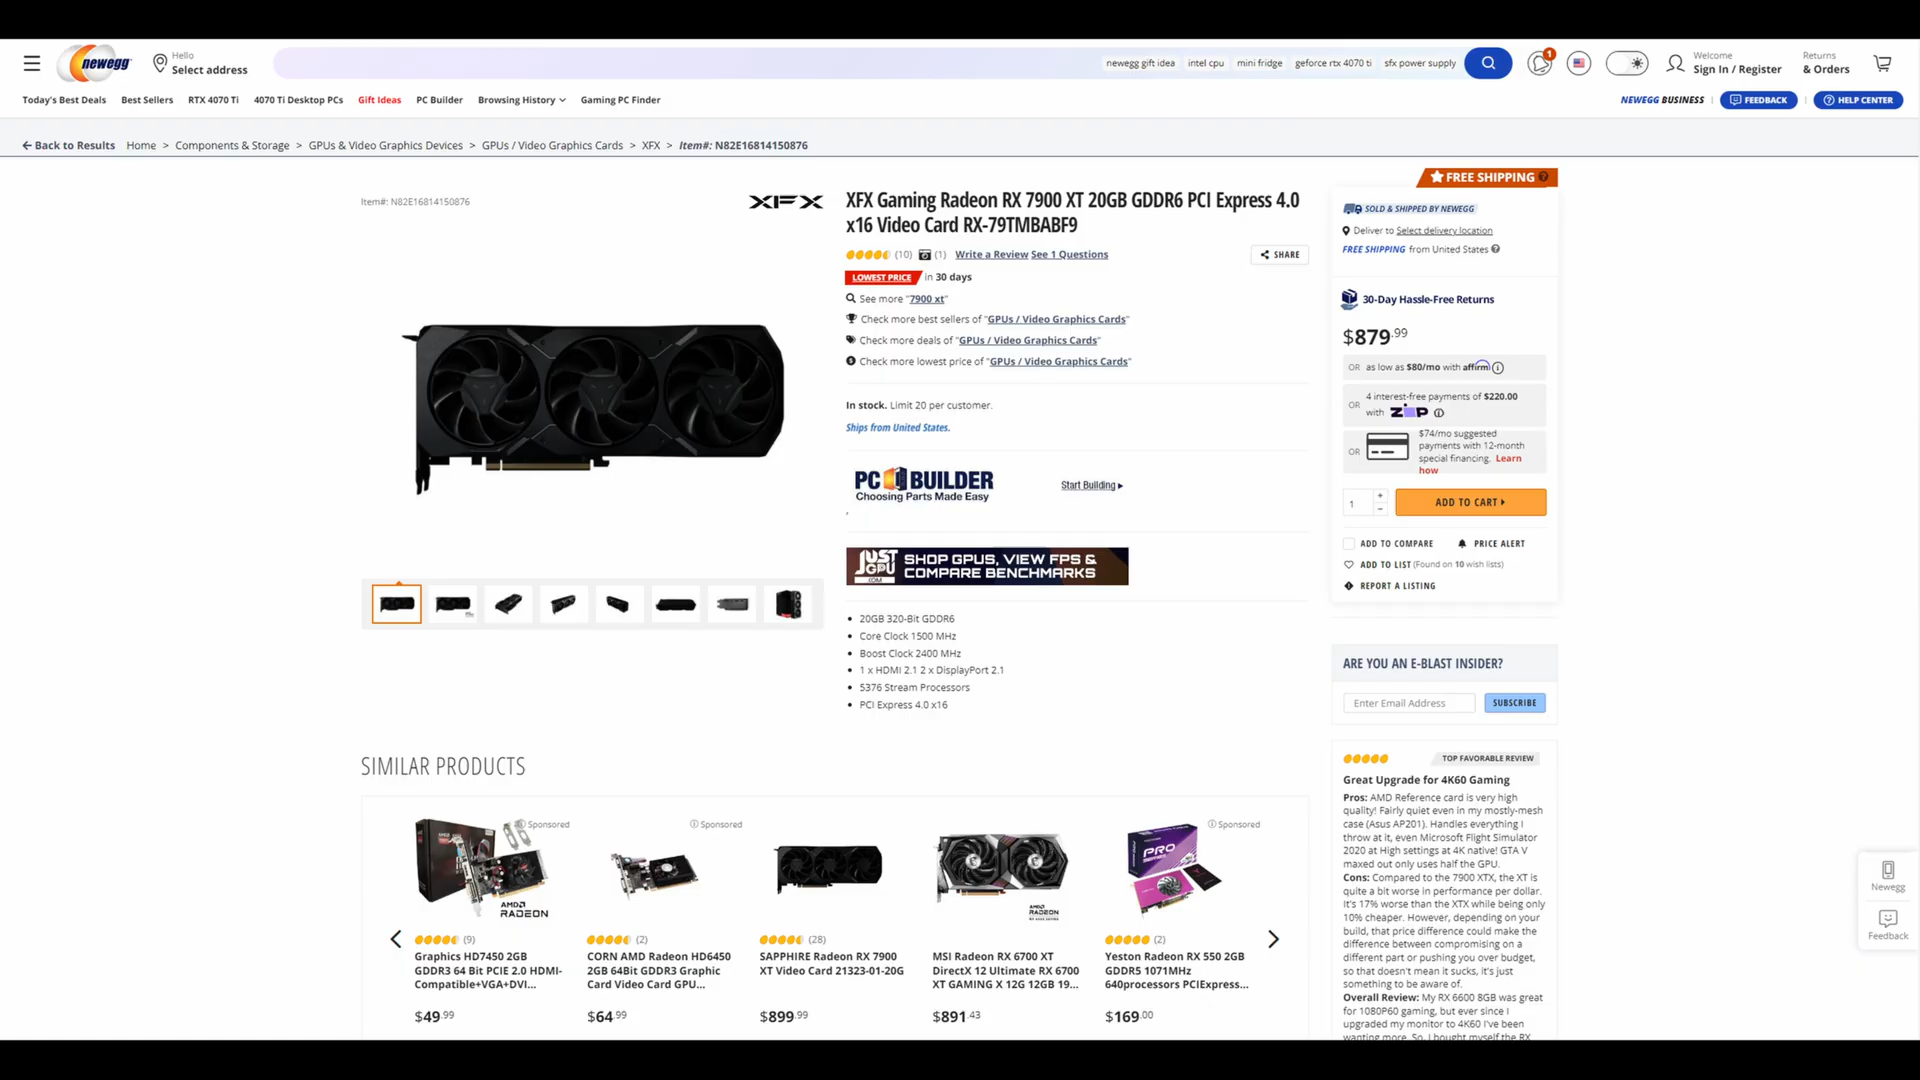 newegg
Hello
Select address
newegg gift idea intel cpu mini fridge geforce rtx 4070 ti sfx power supply
1
Welcome
Sign In / Register
Returns
& Orders
Today's Best Deals Best Sellers RTX 4070 Ti 4070 Ti Desktop PCs Gift Ideas PC Builder Browsing History Gaming PC Finder
NEWEGG BUSINESS FEEDBACK HELP CENTER
Back to Results Home > Components & Storage > GPUs & Video Graphics Devices > GPUs / Video Graphics Cards > XFX > Item#: N82E16814150876
Item#: N82E16814150876
XFX
XFX Gaming Radeon RX 7900 XT 20GB GDDR6 PCI Express 4.0
x16 Video Card RX-79TMBABF9
(10) (1) Write a Review See 1 Questions
SHARE
LOWEST PRICE in 30 days
See more "7900 xt"
Check more best sellers of "GPUs / Video Graphics Cards"
Check more deals of "GPUs / Video Graphics Cards"
Check more lowest price of "GPUs / Video Graphics Cards"
In stock. Limit 20 per customer.
Ships from United States.
PC BUILDER
Choosing Parts Made Easy
Start Building
JUST GPU .COM
SHOP GPUS, VIEW FPS &
COMPARE BENCHMARKS
• 20GB 320-Bit GDDR6
• Core Clock 1500 MHz
• Boost Clock 2400 MHz
• 1 x HDMI 2.1 2 x DisplayPort 2.1
• 5376 Stream Processors
• PCI Express 4.0 x16
FREE SHIPPING
SOLD & SHIPPED BY NEWEGG
Deliver to Select delivery location
FREE SHIPPING from United States
30-Day Hassle-Free Returns
$879.99
OR as low as $80/mo with affirm
OR 4 interest-free payments of $220.00
with ZIP
OR $74/mo suggested
payments with 12-month
special financing. Learn
how
1 + -
ADD TO CART
ADD TO COMPARE PRICE ALERT
ADD TO LIST (Found on 10 wish lists)
REPORT A LISTING
ARE YOU AN E-BLAST INSIDER?
Enter Email Address SUBSCRIBE
TOP FAVORABLE REVIEW
Great Upgrade for 4K60 Gaming
Pros: AMD Reference card is very high
quality! Fairly quiet even in my mostly-mesh
case (Asus AP201). Handles everything I
throw at it, even Microsoft Flight Simulator
2020 at High settings at 4K native! GTA V
maxed out only uses half the GPU.
Cons: Compared to the 7900 XTX, the XT is
quite a bit worse in performance per dollar.
It's 17% worse than the XTX while being only
10% cheaper. However, depending on your
build, that price difference could make the
difference between compromising on a
different part or pushing you over budget,
so that doesn't mean it sucks, it's just
something to be aware of.
Overall Review: My RX 6600 8GB was great
for 1080P60 gaming, but ever since I
upgraded my monitor to 4K60 I've been
wanting more. So, I bought myself the RX
SIMILAR PRODUCTS
Sponsored
AMD
RADEON
(9)
Graphics HD7450 2GB
GDDR3 64 Bit PCIE 2.0 HDMI-
Compatible+VGA+DVI...
$49.99
Sponsored
(2)
CORN AMD Radeon HD6450
2GB 64Bit GDDR3 Graphic
Card Video Card GPU...
$64.99
(28)
SAPPHIRE Radeon RX 7900
XT Video Card 21323-01-20G
$899.99
AMD
RADEON
MSI Radeon RX 6700 XT
DirectX 12 Ultimate RX 6700
XT GAMING X 12G 12GB 19...
$891.43
Sponsored
PRO
(2)
Yeston Radeon RX 550 2GB
GDDR5 1071MHz
640processors PCIExpress...
$169.00
Newegg
Feedback